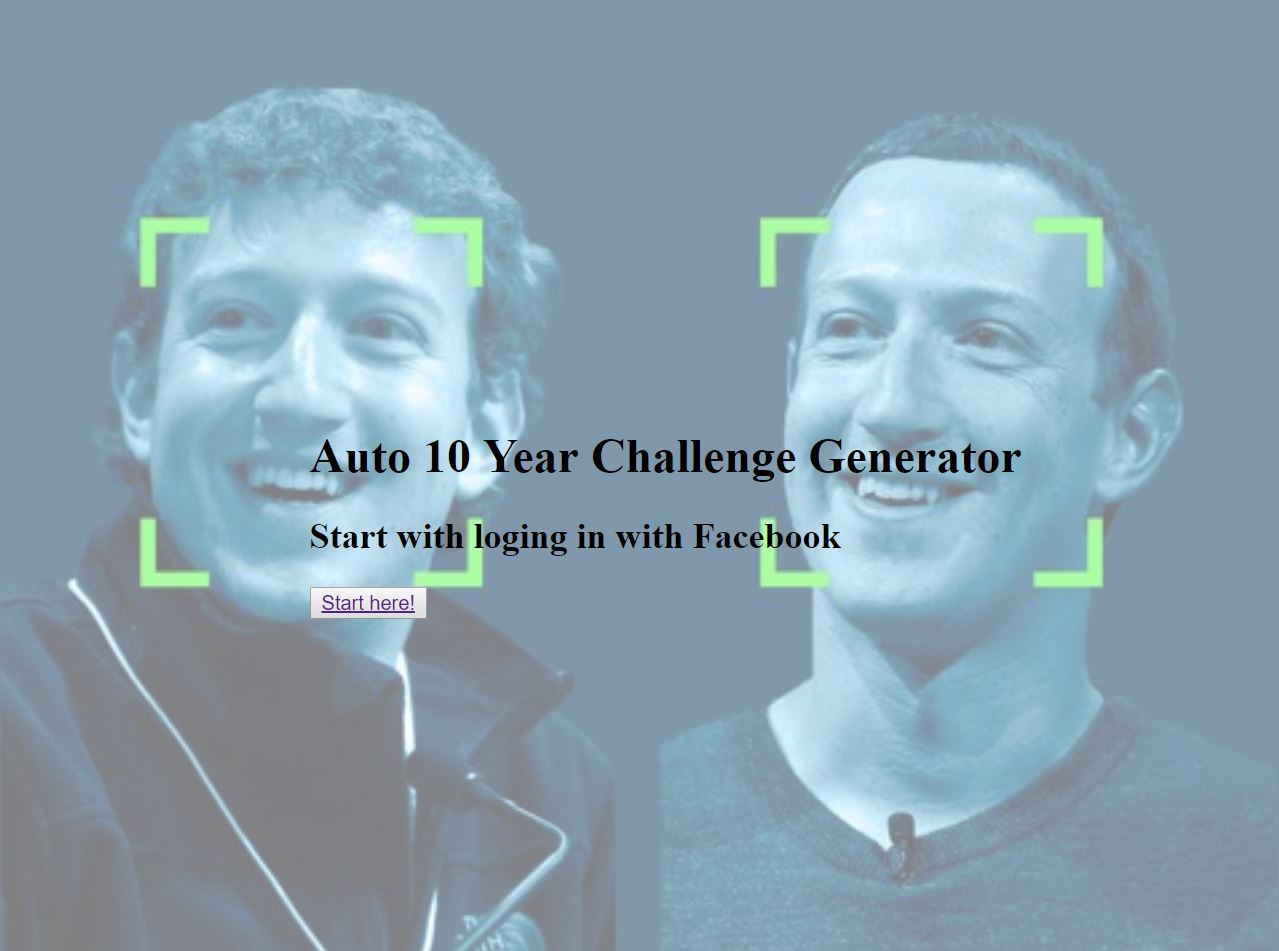 Auto 10 Year Challenge Generator
Start with loging in with Facebook
Start here!